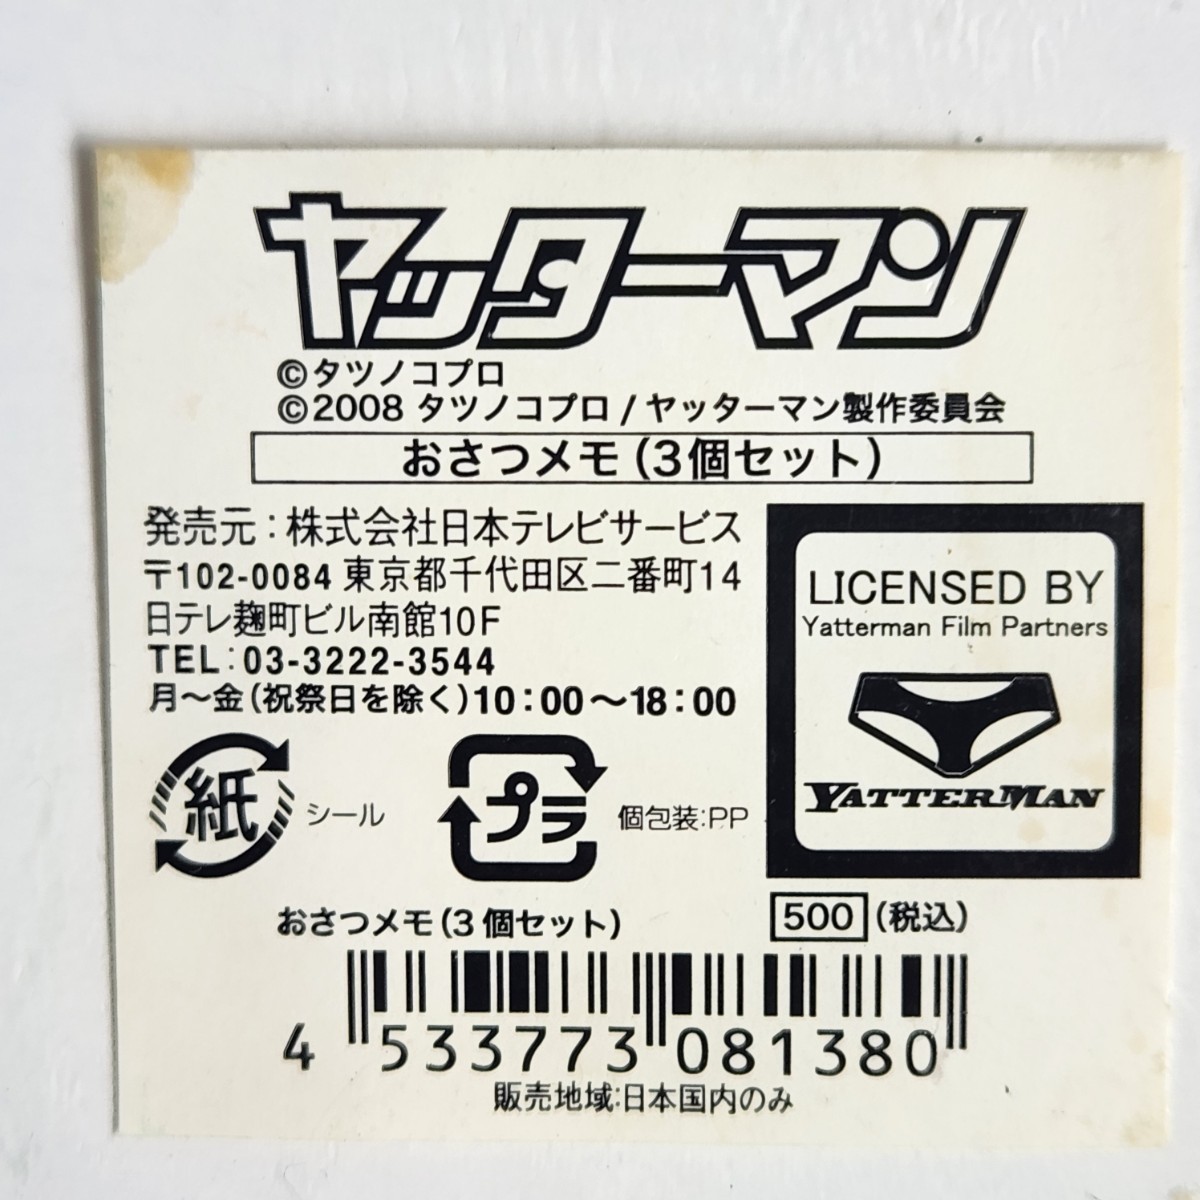 ヤッターマン
©タツノコプロ
©2008 タツノコプロ/ヤッターマン製作委員会
おさつメモ(3個セット)
発売元:株式会社日本テレビサービス
〒102-0084 東京都千代田区二番町14
日テレ麹町ビル南館10F
TEL:03-3222-3544
月〜金(祝祭日を除く)10:00〜18:00
LICENSED BY
Yatterman Film Partners
YATTERMAN
紙 シール
プラ 個包装:PP
おさつメモ(3個セット)
500 (税込)
4 533773 081380
販売地域:日本国内のみ